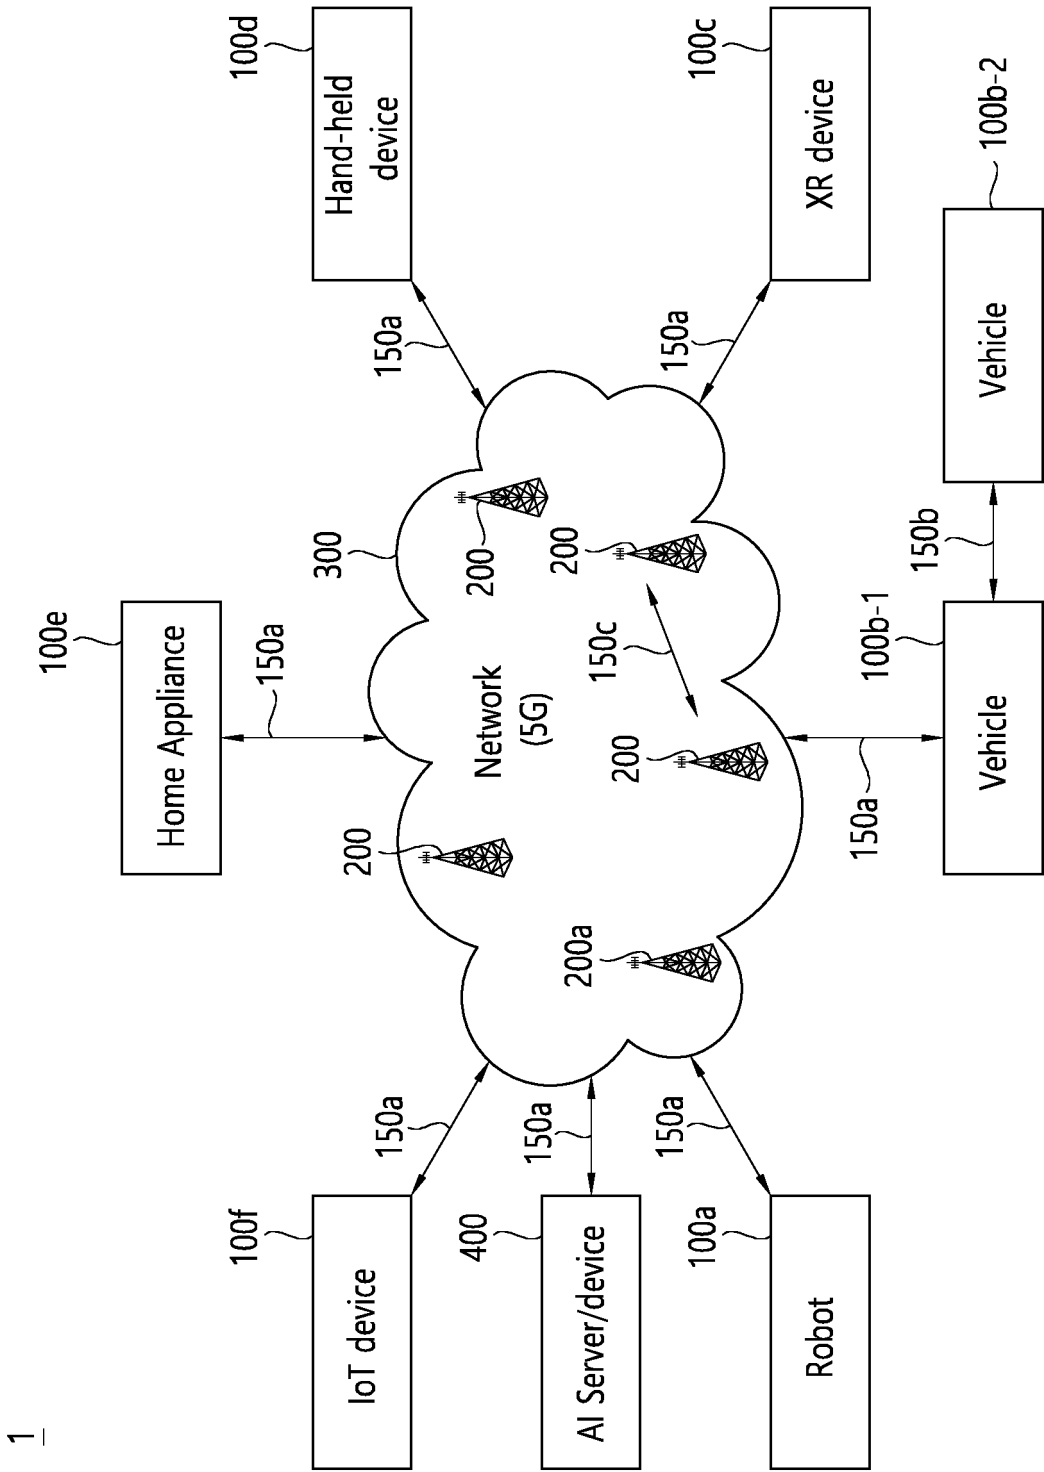 1
100e
Home Appliance
150a
100f
IoT device
150a
300
100d
Hand-held
device
150a
200
200
Network
(5G)
200
400
AI Server/device
150a
200a
200
150c
100a
Robot
150a
100c
XR device
150a
150a
100b-1
Vehicle
150b
100b-2
Vehicle